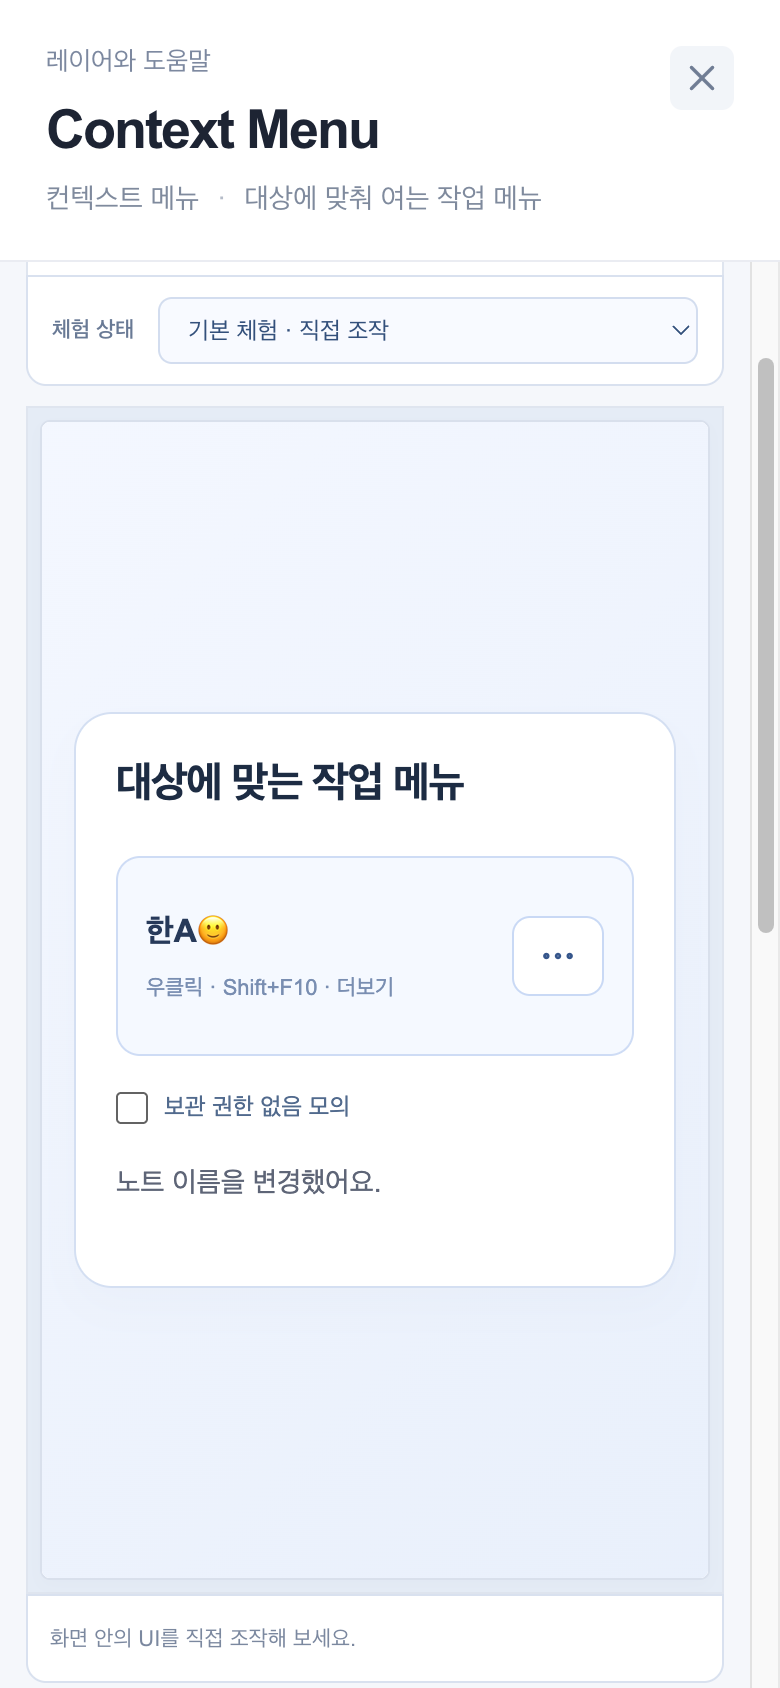 레이어와 도움말
Context Menu
컨텍스트 메뉴 · 대상에 맞춰 여는 작업 메뉴
체험 상태
기본 체험 · 직접 조작
대상에 맞는 작업 메뉴
한A🙂
우클릭 · Shift+F10 · 더보기
보관 권한 없음 모의
노트 이름을 변경했어요.
화면 안의 UI를 직접 조작해 보세요.